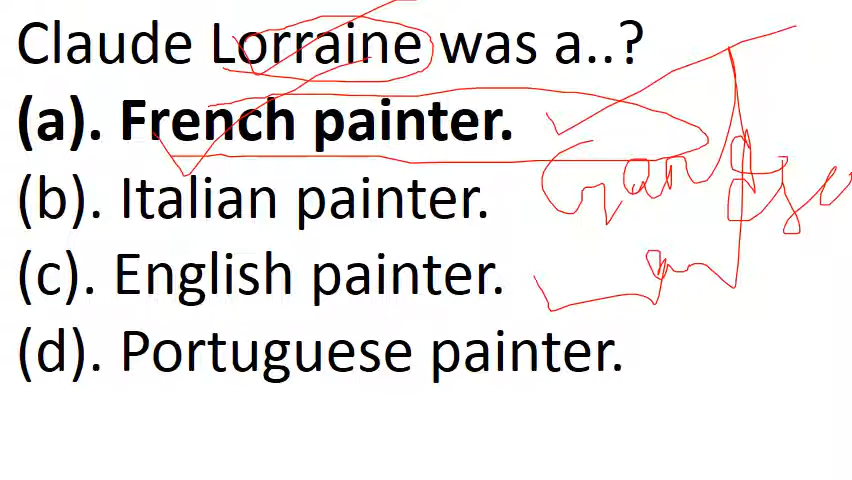 Claude Lorraine was a..?
(a). French painter.
(b). Italian painter.
(c). English painter.
(d). Portuguese painter.